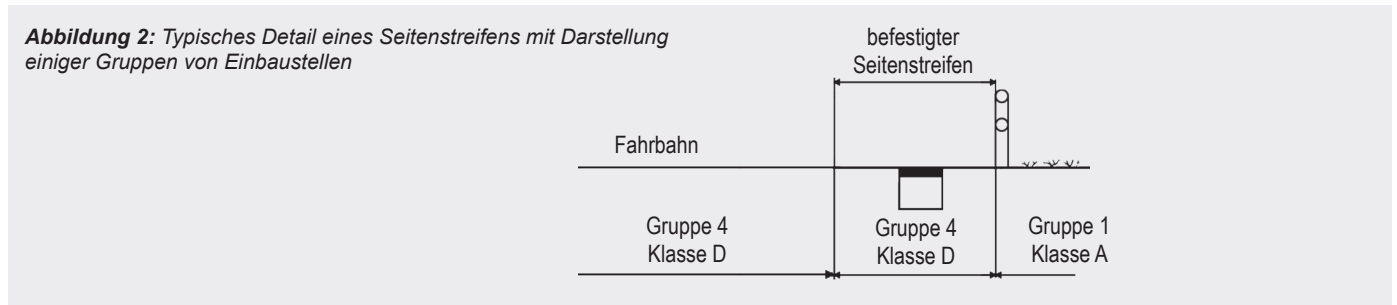 Abbildung 2: Typisches Detail eines Seitenstreifens mit Darstellung
einiger Gruppen von Einbaustellen
befestigter
Seitenstreifen
Fahrbahn
Gruppe 4
Klasse D
Gruppe 4
Klasse D
Gruppe 1
Klasse A